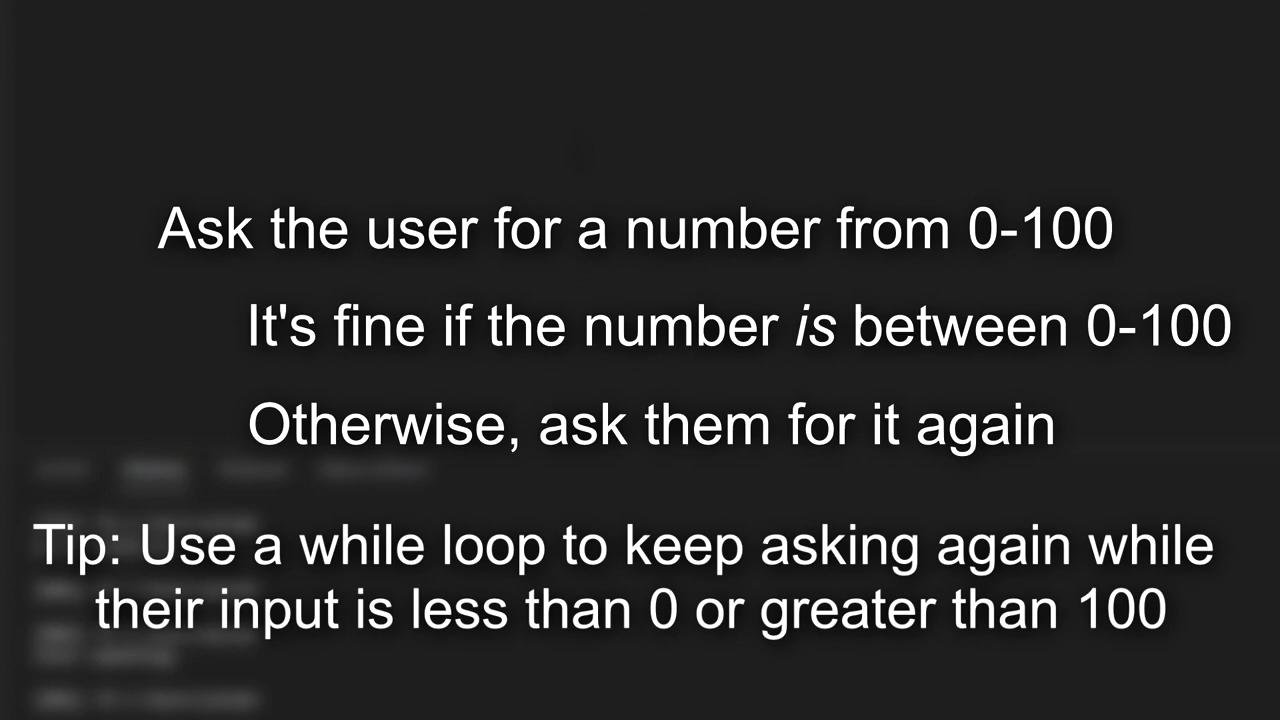 Ask the user for a number from 0-100
It's fine if the number is between 0-100
Otherwise, ask them for it again
Tip: Use a while loop to keep asking again while
their input is less than 0 or greater than 100